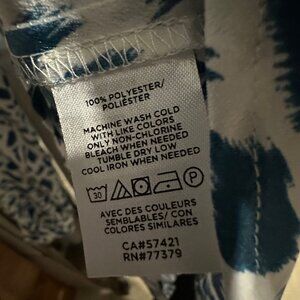 100% POLYESTER/
POLIÉSTER
MACHINE WASH COLD
WITH LIKE COLORS
ONLY NON-CHLORINE
BLEACH WHEN NEEDED
TUMBLE DRY LOW
COOL IRON WHEN NEEDED
30
AVEC DES COULEURS
SEMBLABLES/ CON
COLORES SIMILARES
CA#57421
RN#77379